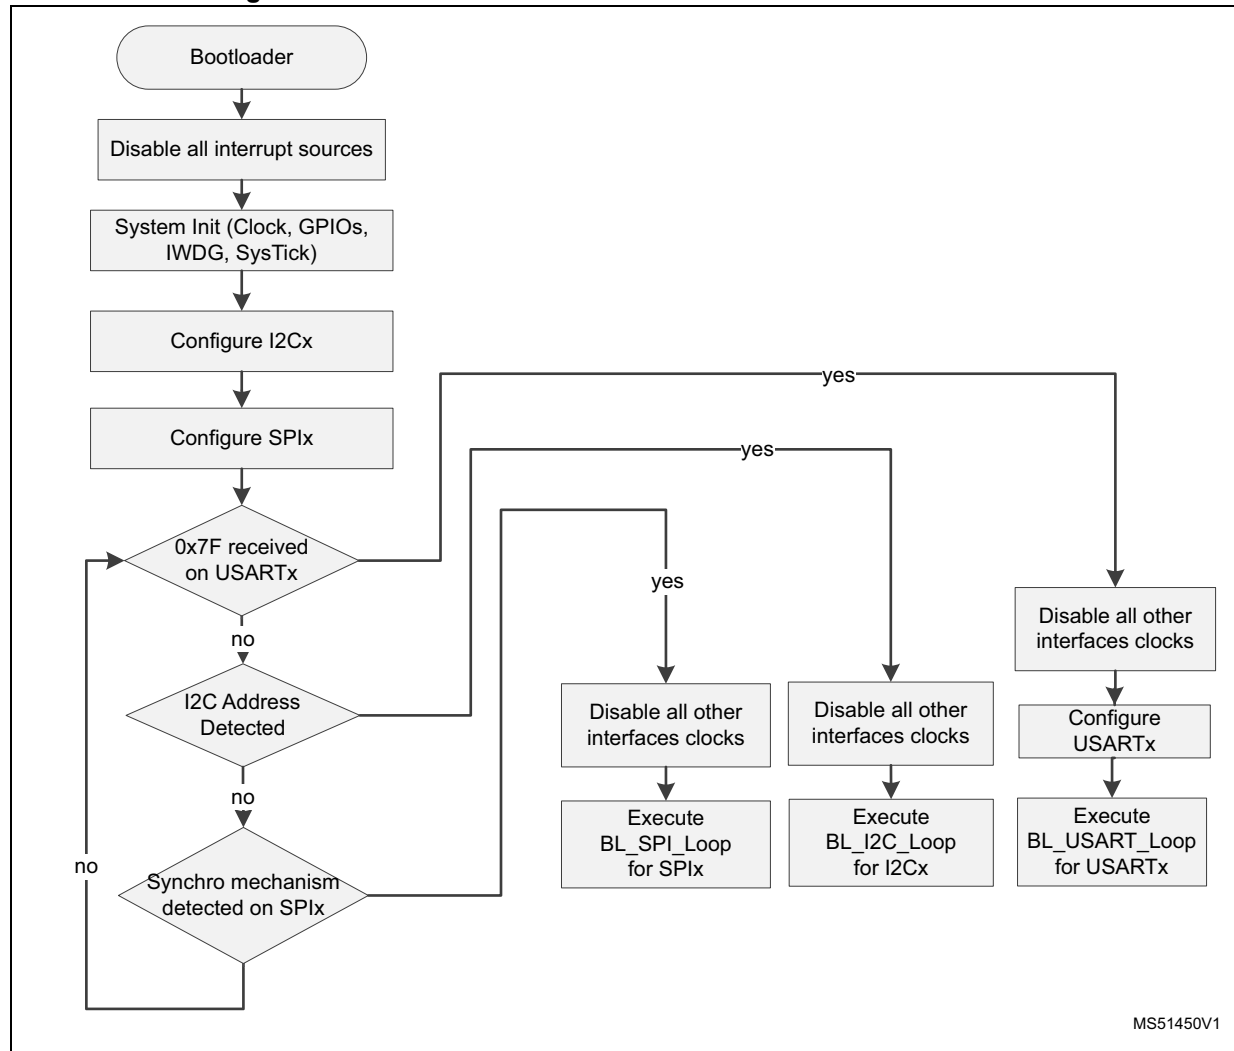 Bootloader
Disable all interrupt sources
System Init (Clock, GPIOs,
IWDG, SysTick)
Configure I2Cx
Configure SPIx
0x7F received
on USARTx
yes
no
I2C Address
Detected
yes
no
Synchro mechanism
detected on SPIx
yes
no
Disable all other
interfaces clocks
Execute
BL_SPI_Loop
for SPIx
Disable all other
interfaces clocks
Execute
BL_I2C_Loop
for I2Cx
Disable all other
interfaces clocks
Configure
USARTx
Execute
BL_USART_Loop
for USARTx
MS51450V1